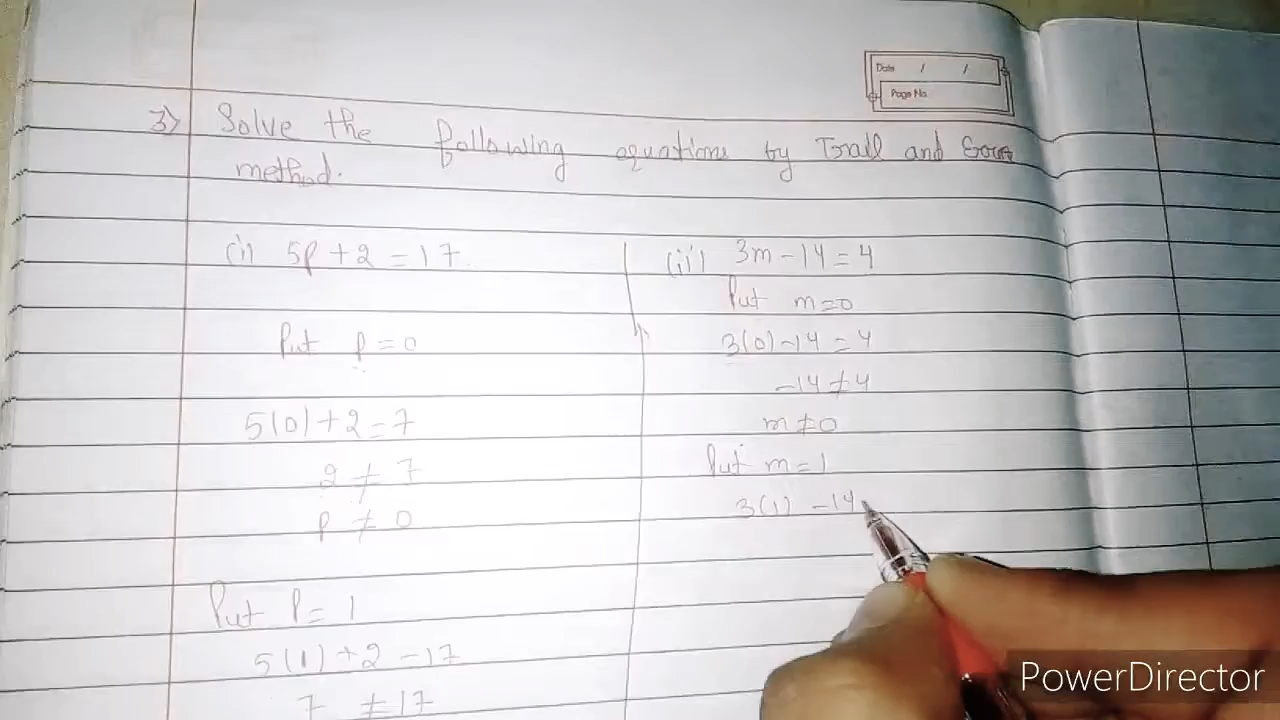 Date / /
Page No.
3) Solve the following equations by Trail and Error
method.
(i) 5p + 2 = 17
Put p = 0
5(0) + 2 = 7
2 ≠ 7
p ≠ 0
Put p = 1
5(1) + 2 - 17
7 ≠ 17
(ii) 3m - 14 = 4
Put m = 0
3(0) - 14 = 4
-14 ≠ 4
m ≠ 0
Put m = 1
3(1) - 14
PowerDirector